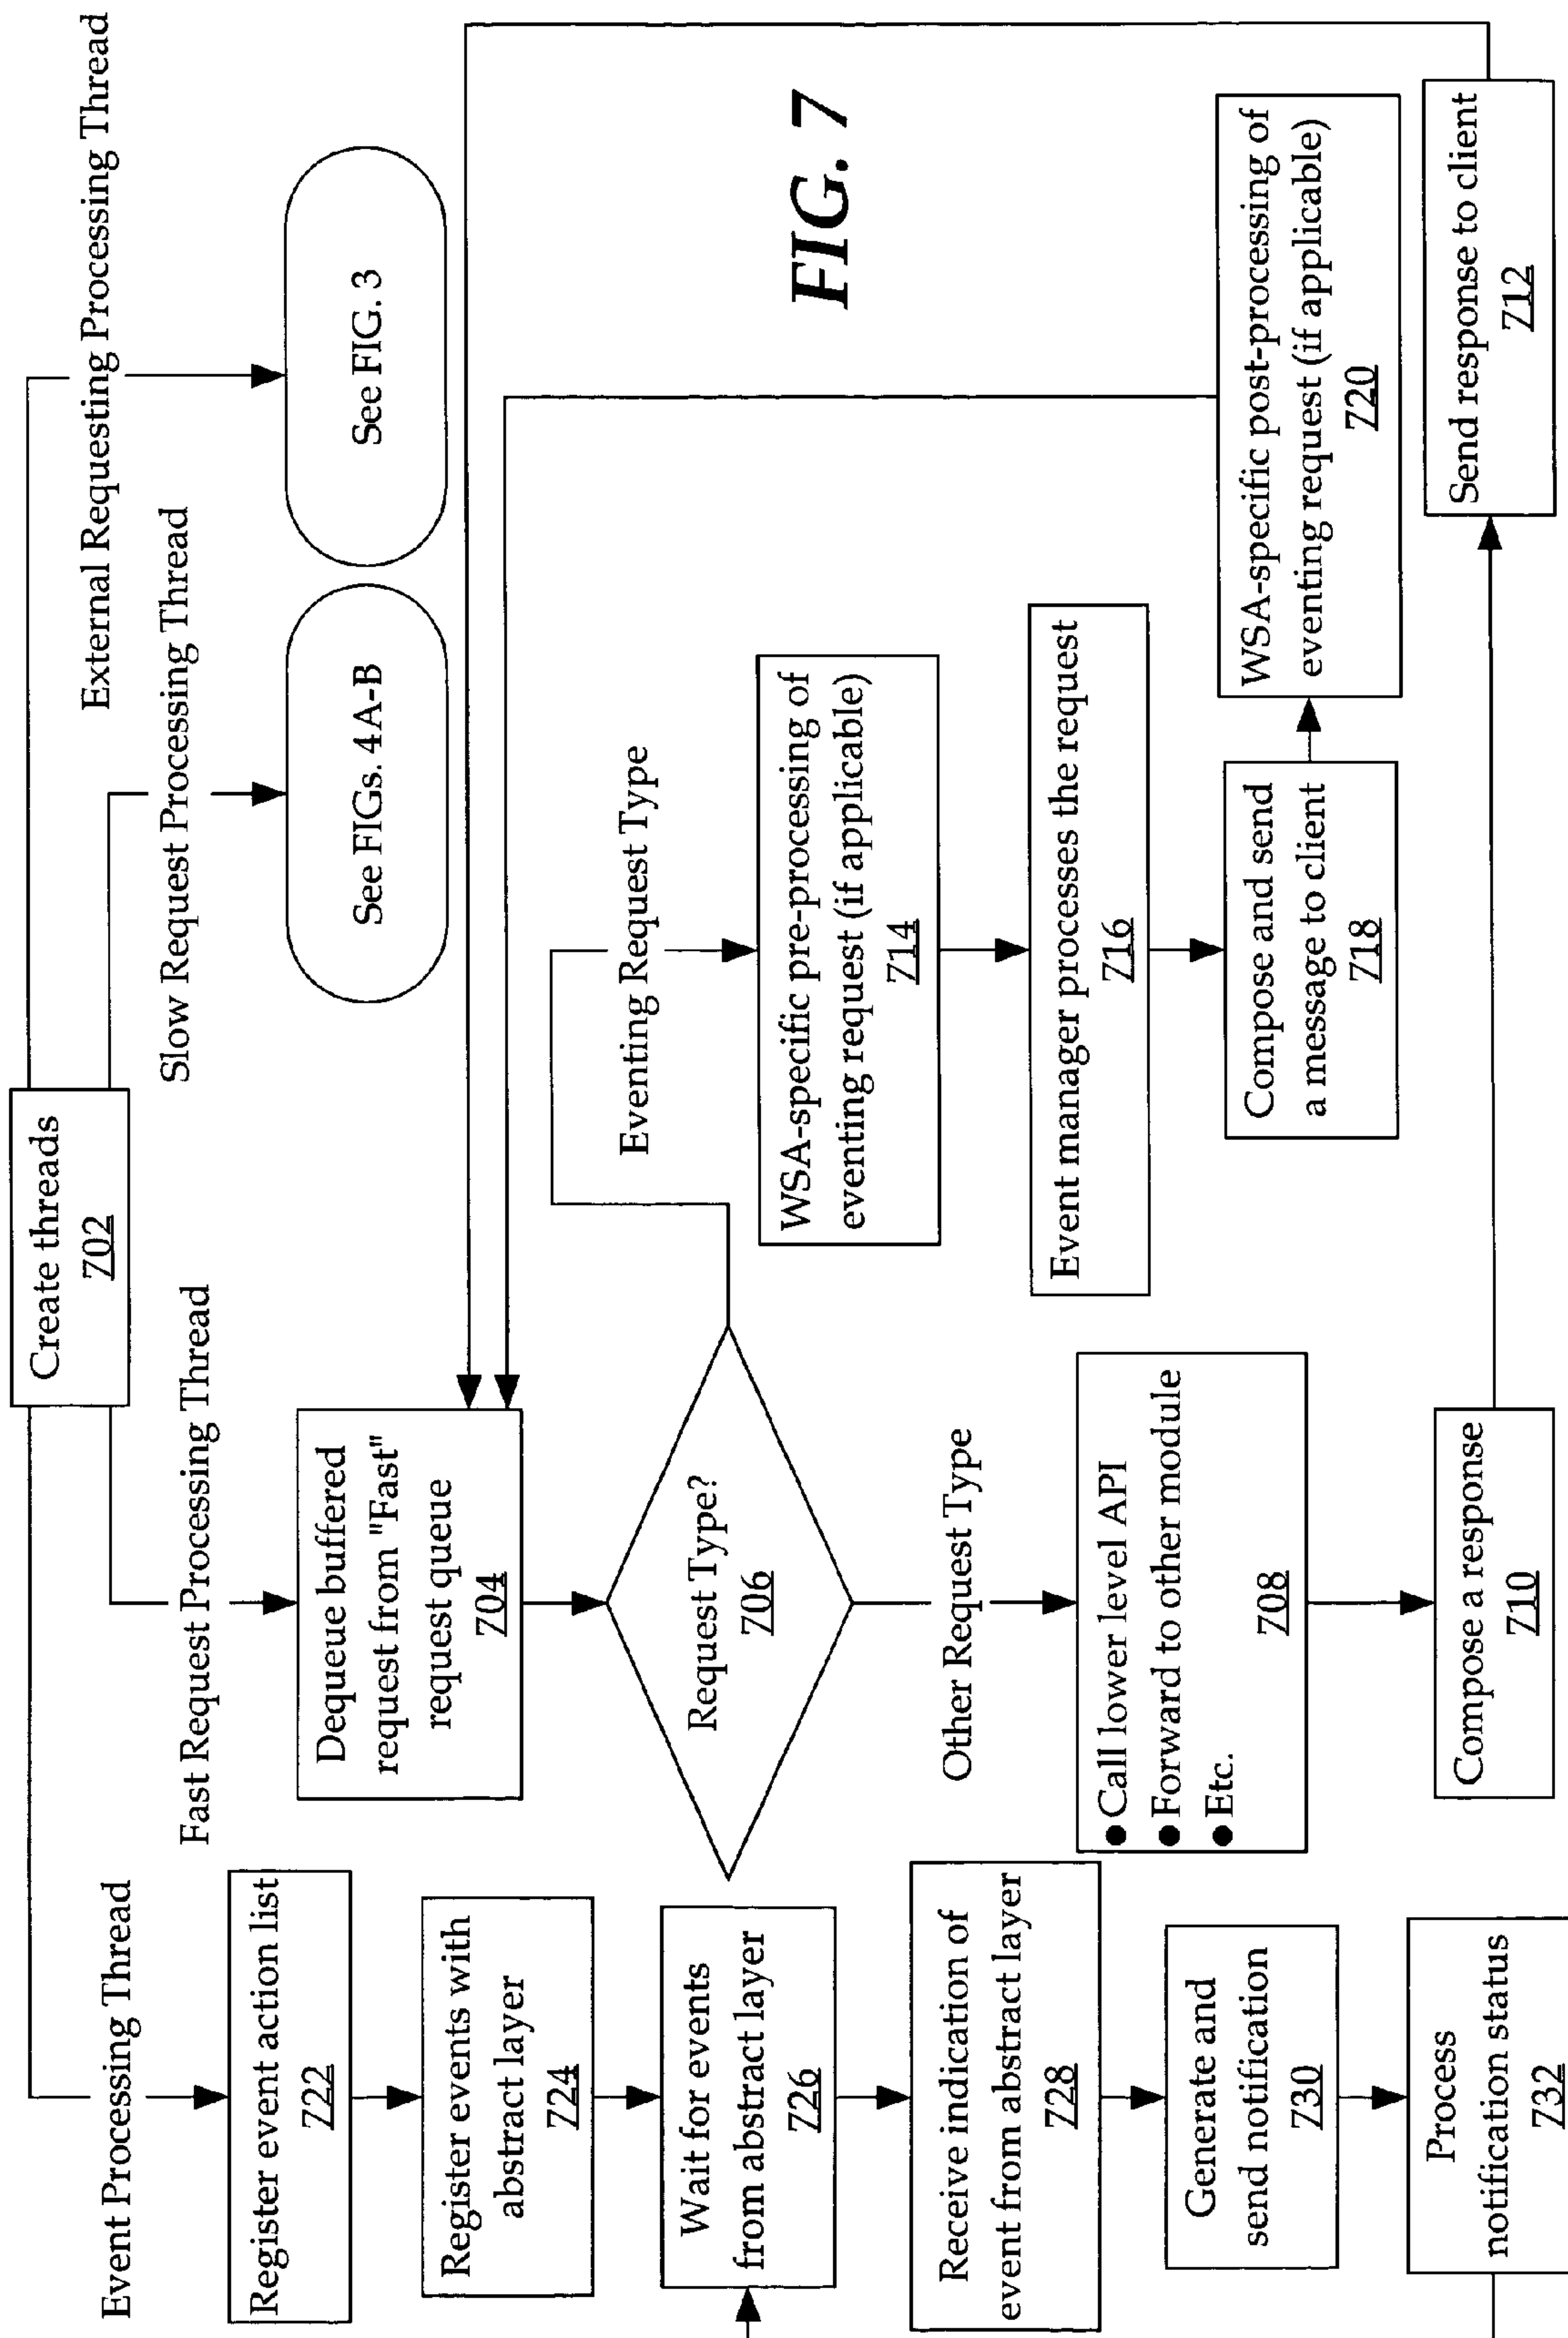 Create threads
702
Event Processing Thread
Fast Request Processing Thread
Slow Request Processing Thread
External Requesting Processing Thread
Register event action list
722
Register events with
abstract layer
724
Wait for events
from abstract layer
726
Receive indication of
event from abstract layer
728
Generate and
send notification
730
Process
notification status
732
Dequeue buffered
request from "Fast"
request queue
704
Request Type?
706
Other Request Type
● Call lower level API
● Forward to other module
● Etc.
708
Compose a response
710
See FIGs. 4A-B
See FIG. 3
Eventing Request Type
WSA-specific pre-processing of
eventing request (if applicable)
714
Event manager processes the request
716
Compose and send
a message to client
718
WSA-specific post-processing of
eventing request (if applicable)
720
Send response to client
712
FIG. 7